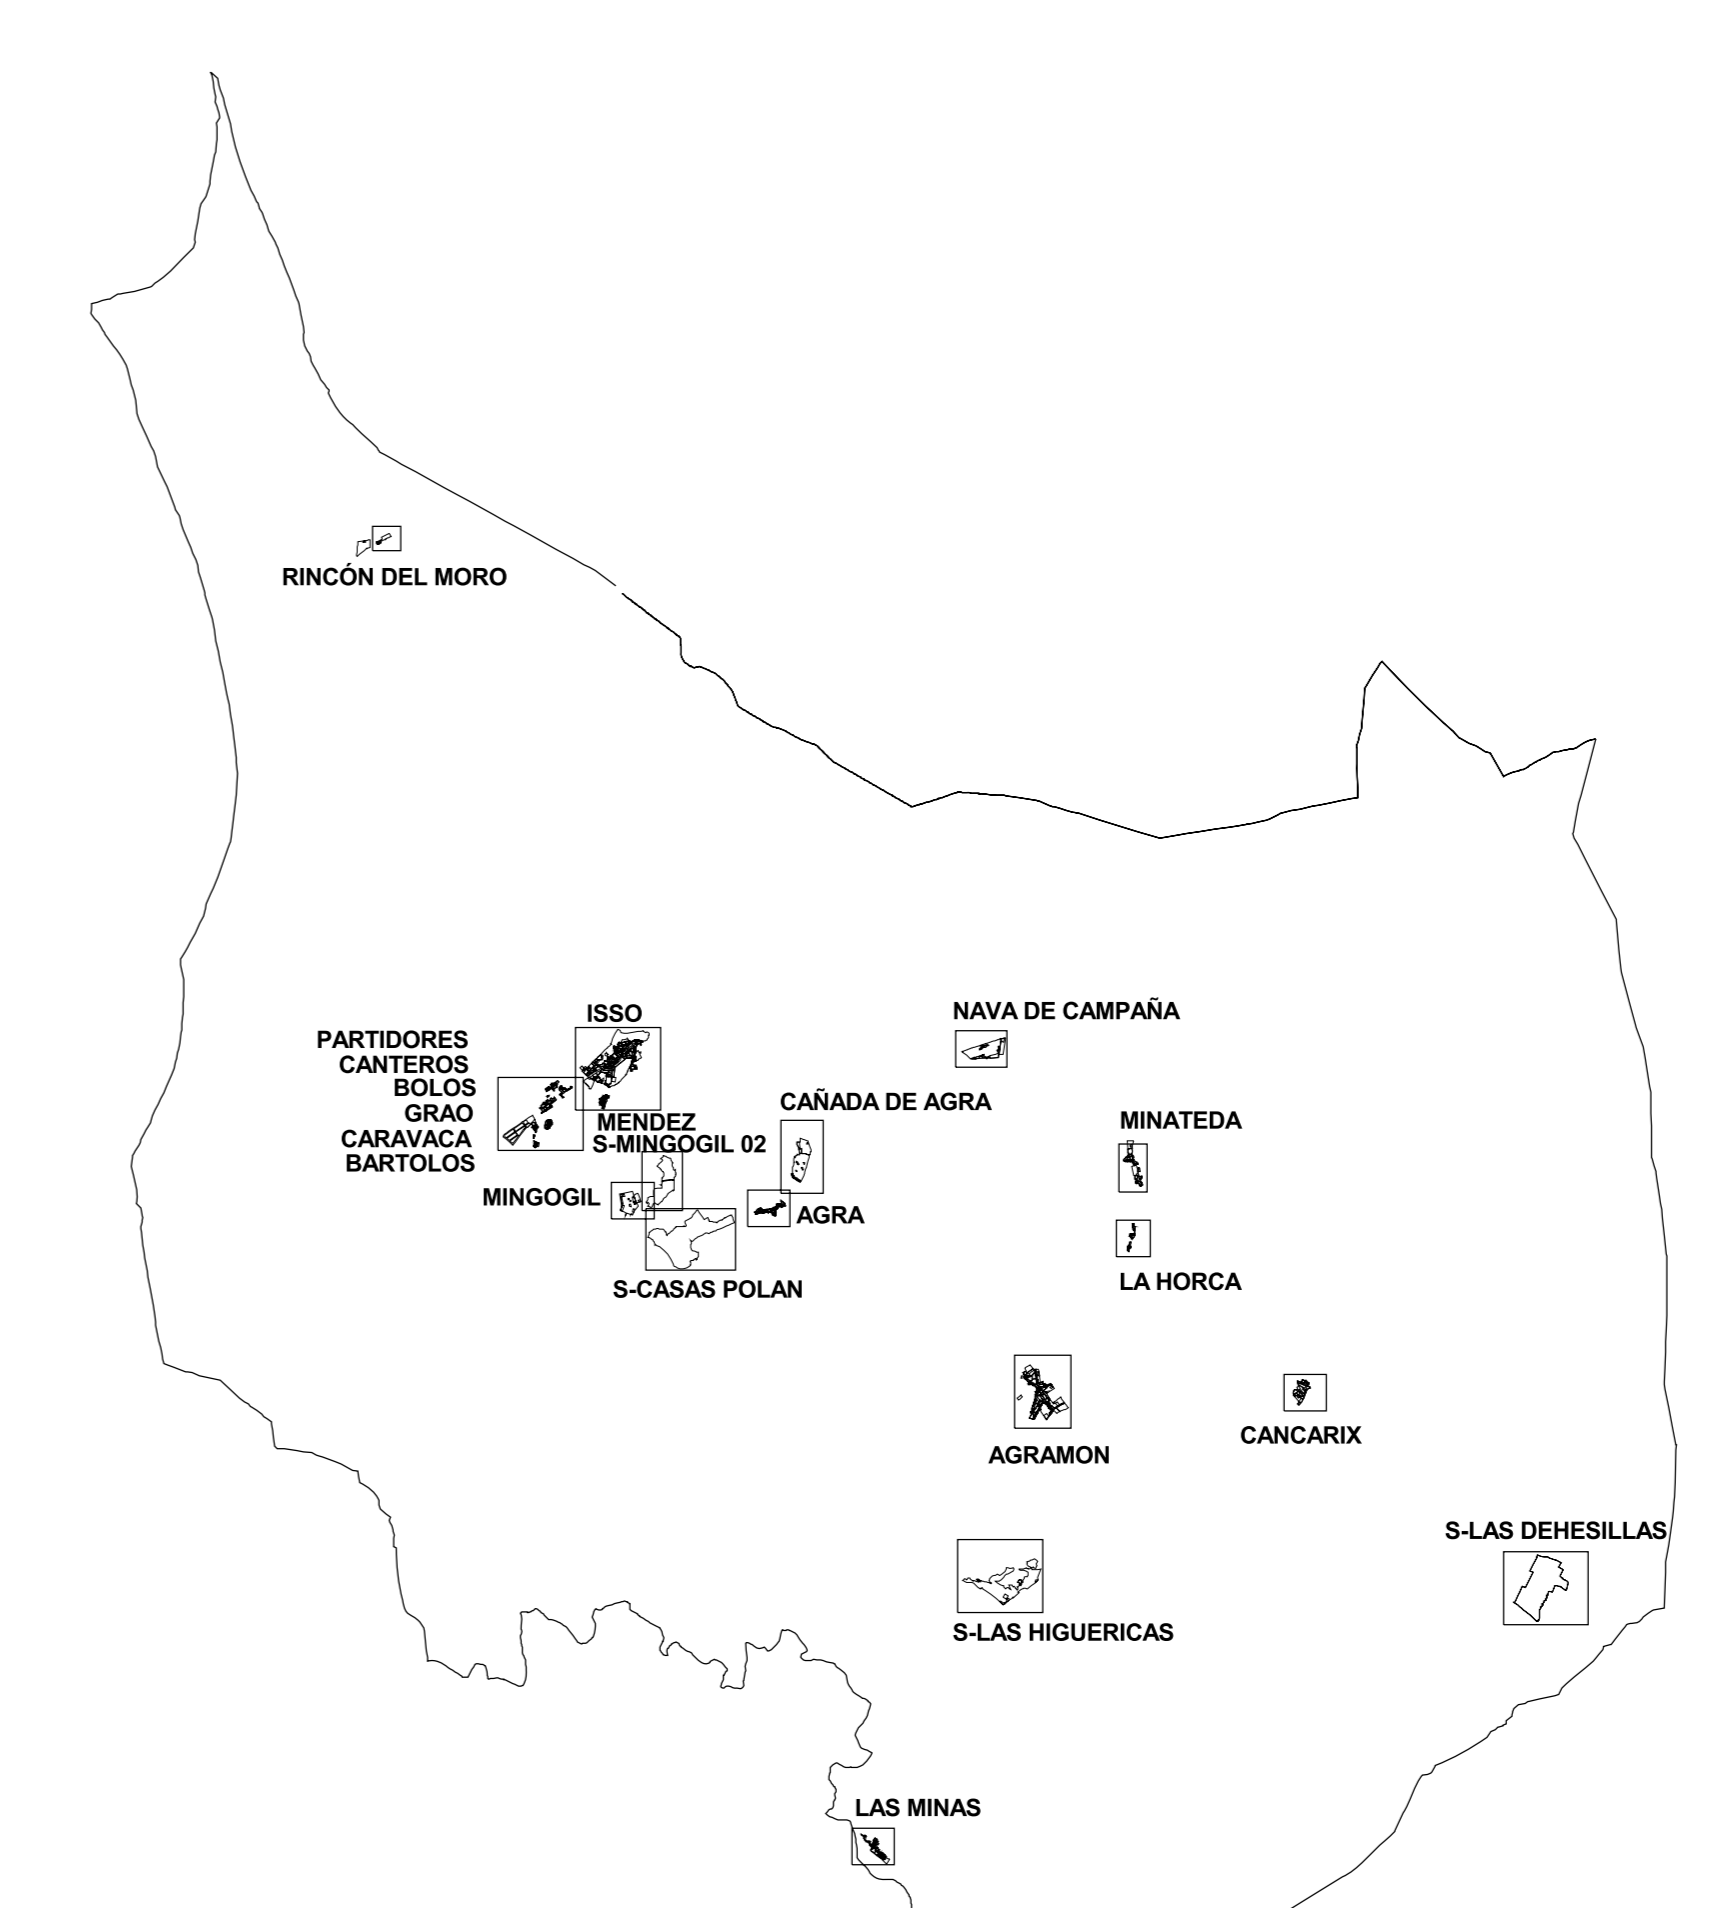 RINCÓN DEL MORO
ISSO
NAVA DE CAMPAÑA
PARTIDORES
CANTEROS
BOLOS
GRAO
CARAVACA
BARTOLOS
CAÑADA DE AGRA
MENDEZ
S-MINGOGIL 02
MINATEDA
MINGOGIL
AGRA
S-CASAS POLAN
LA HORCA
AGRAMON
CANCARIX
S-LAS DEHESILLAS
S-LAS HIGUERICAS
LAS MINAS